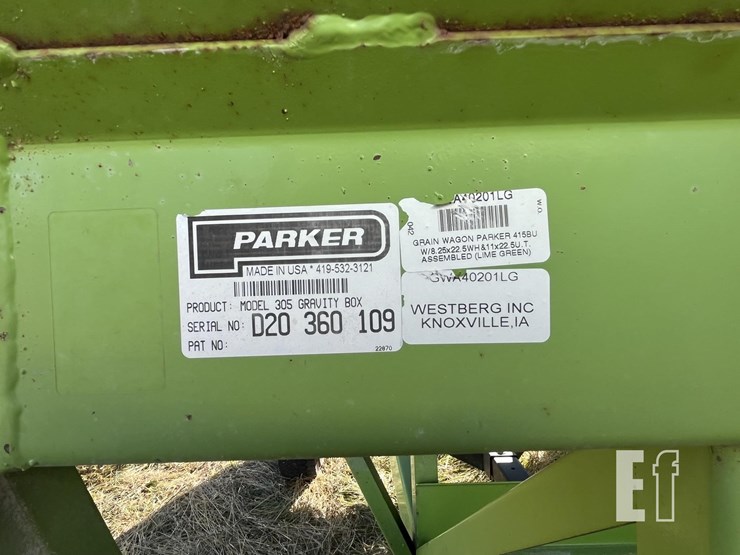 PARKER
MADE IN USA * 419-532-3121
PRODUCT: MODEL 305 GRAVITY BOX
SERIAL NO: D20 360 109
PAT NO:
22670
A40201LG
W.O.
042
GRAIN WAGON PARKER 415BU
W/8.25x22.5WH&11x22.5U.T.
ASSEMBLED (LIME GREEN)
GWA40201LG
WESTBERG INC
KNOXVILLE,IA
Ef